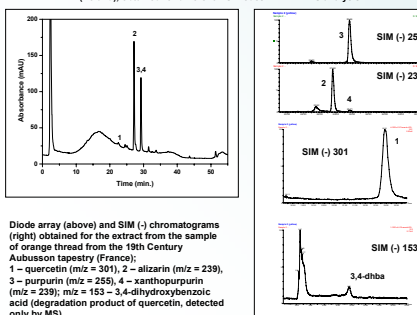 200
150
100
50
0
Absorbance (mAU)
0 10 20 30 40 50
Time (min.)
1
2
3,4
3
SIM (-) 25
2
4
SIM (-) 23
SIM (-) 301
1
SIM (-) 153
3,4-dhba
Diode array (above) and SIM (-) chromatograms
(right) obtained for the extract from the sample
of orange thread from the 19th Century
Aubusson tapestry (France);
1 – quercetin (m/z = 301), 2 – alizarin (m/z = 239),
3 – purpurin (m/z = 255), 4 – xanthopurpurin
(m/z = 239); m/z = 153 – 3,4-dihydroxybenzoic
acid (degradation product of quercetin, detected
only by MS)